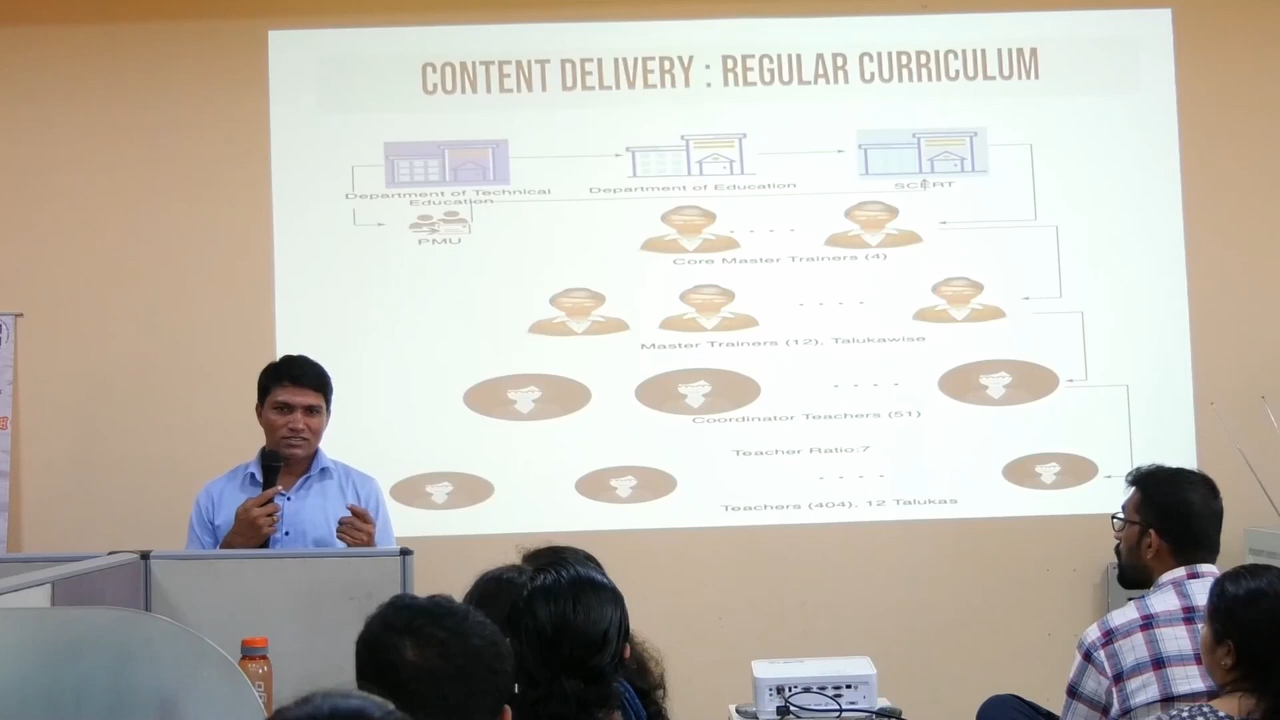 CONTENT DELIVERY : REGULAR CURRICULUM
Department of Technical
Education
Department of Education
SCERT
PMU
Core Master Trainers (4)
Master Trainers (12), Talukawise
Coordinator Teachers (51)
Teacher Ratio:7
Teachers (404), 12 Talukas